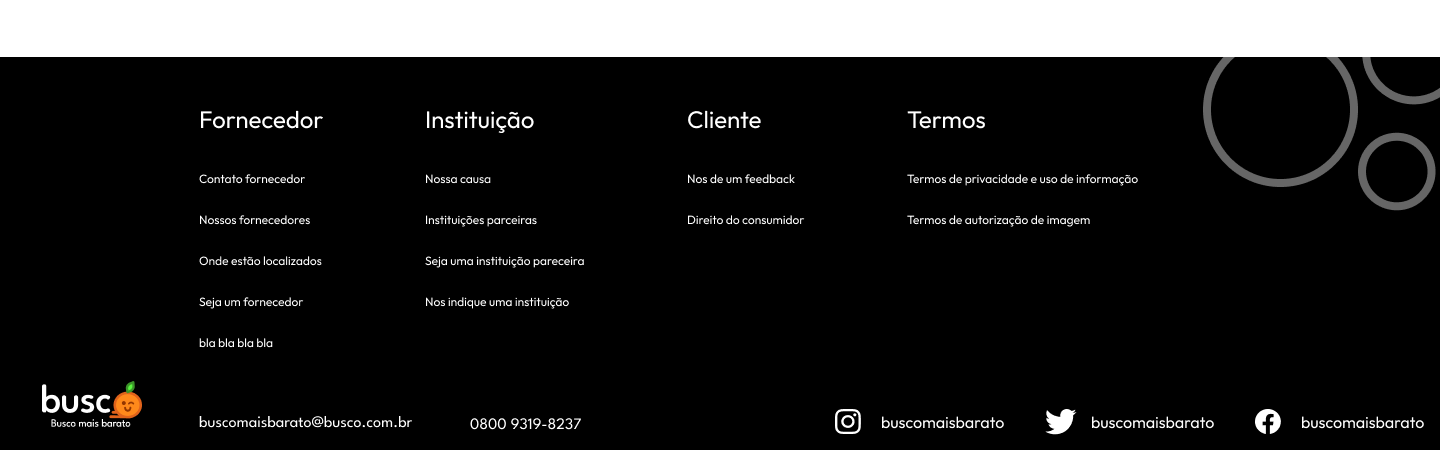 Fornecedor
Contato fornecedor
Nossos fornecedores
Onde estão localizados
Seja um fornecedor
bla bla bla bla
Instituição
Nossa causa
Instituições parceiras
Seja uma instituição pareceira
Nos indique uma instituição
Cliente
Nos de um feedback
Direito do consumidor
Termos
Termos de privacidade e uso de informação
Termos de autorização de imagem
busco
Busco mais barato
buscomaisbarato@busco.com.br
0800 9319-8237
buscomaisbarato
buscomaisbarato
buscomaisbarato